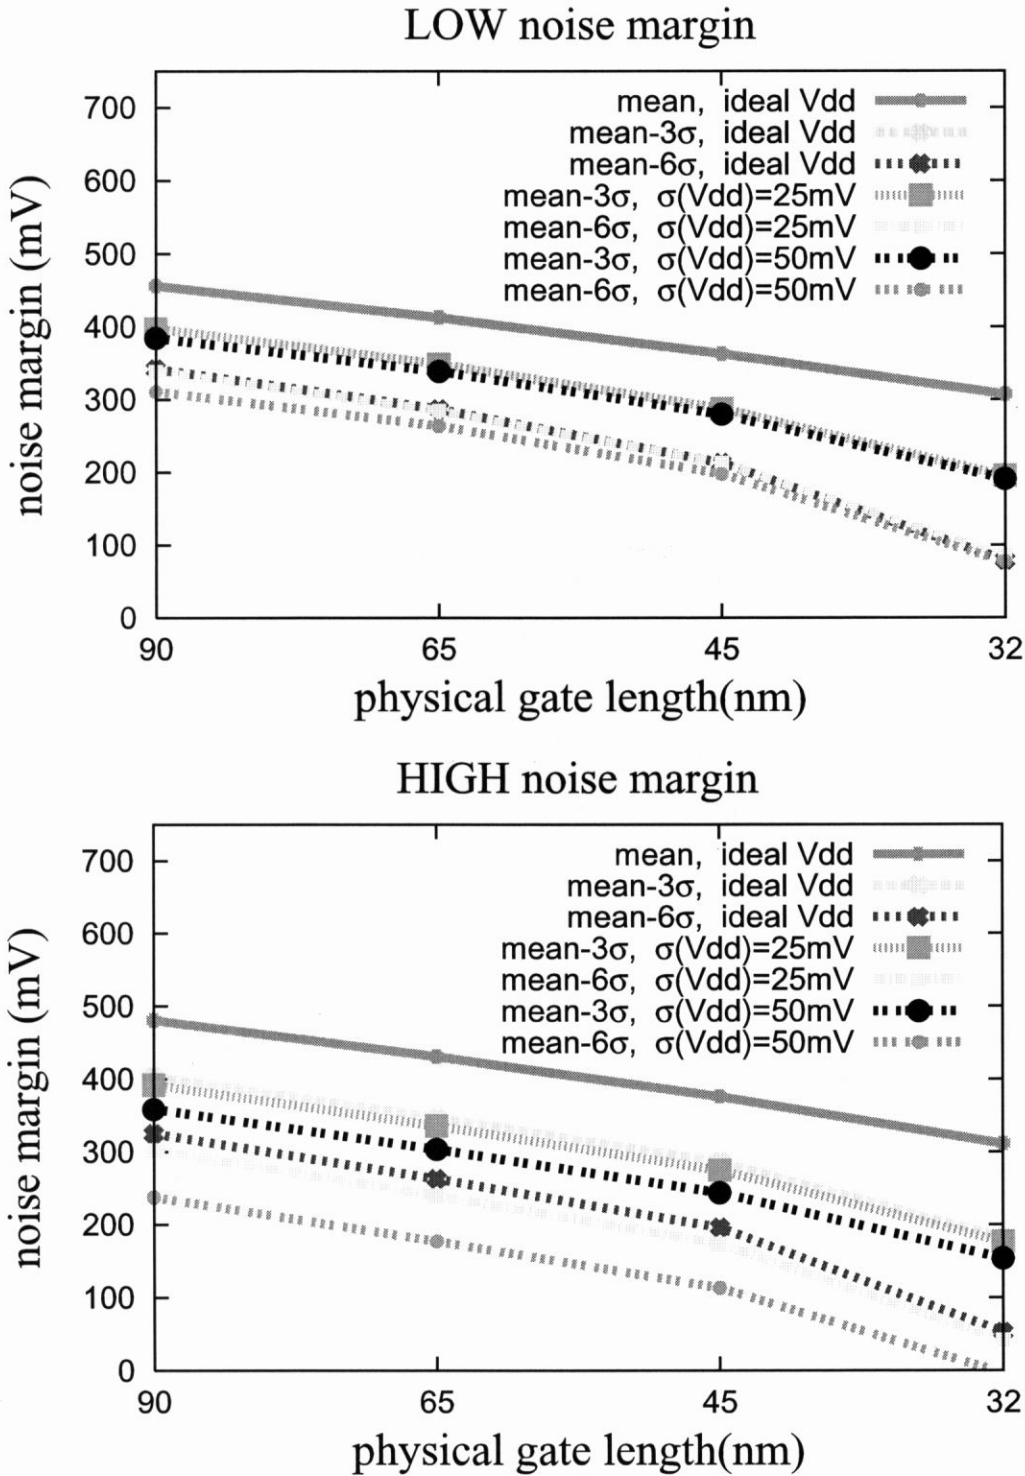 LOW noise margin
noise margin (mV)
700
600
500
400
300
200
100
0
mean, ideal Vdd
mean-3σ, ideal Vdd
mean-6σ, ideal Vdd
mean-3σ, σ(Vdd)=25mV
mean-6σ, σ(Vdd)=25mV
mean-3σ, σ(Vdd)=50mV
mean-6σ, σ(Vdd)=50mV
90 65 45 32
physical gate length(nm)
HIGH noise margin
noise margin (mV)
700
600
500
400
300
200
100
0
mean, ideal Vdd
mean-3σ, ideal Vdd
mean-6σ, ideal Vdd
mean-3σ, σ(Vdd)=25mV
mean-6σ, σ(Vdd)=25mV
mean-3σ, σ(Vdd)=50mV
mean-6σ, σ(Vdd)=50mV
90 65 45 32
physical gate length(nm)